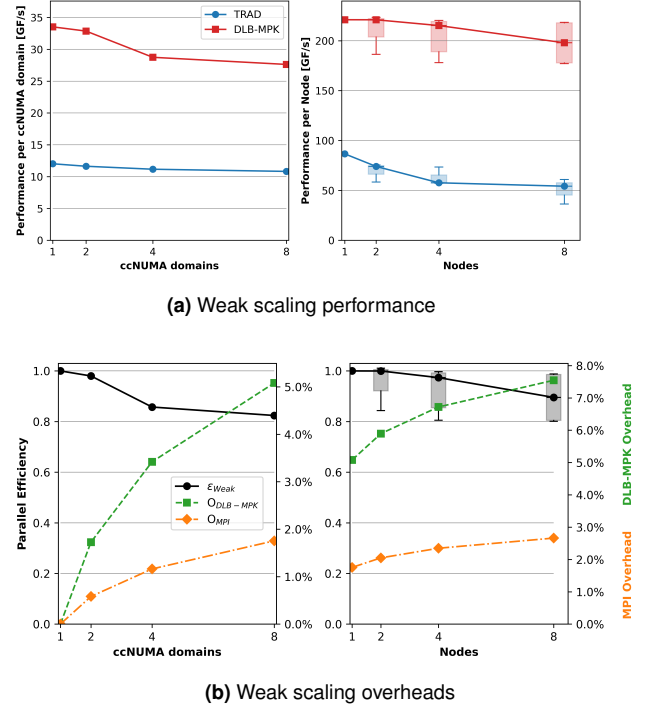 Performance per ccNUMA domain [GF/s]
35
30
25
20
15
10
5
0
1 2 4 8
ccNUMA domains
TRAD
DLB-MPK
Performance per Node [GF/s]
200
150
100
50
0
1 2 4 8
Nodes
(a) Weak scaling performance
Parallel Efficiency
1.0
0.8
0.6
0.4
0.2
0.0
1 2 4 8
ccNUMA domains
5.0%
4.0%
3.0%
2.0%
1.0%
0.0%
εWeak
ODLB−MPK
OMPI
1.0
0.8
0.6
0.4
0.2
0.0
1 2 4 8
Nodes
8.0%
7.0%
6.0%
5.0%
4.0%
3.0%
2.0%
1.0%
0.0%
DLB-MPK Overhead
MPI Overhead
(b) Weak scaling overheads